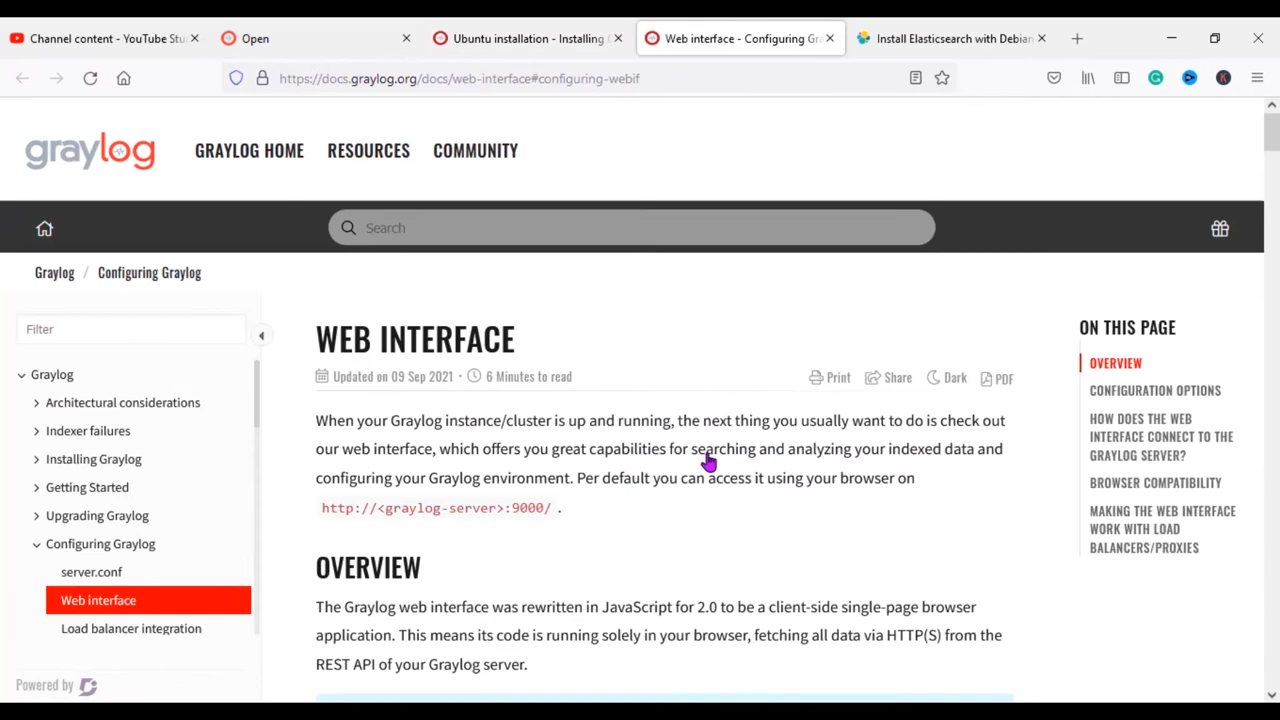 Channel content - YouTube Stu
Open
Ubuntu installation - Installing G
Web interface - Configuring Gra
Install Elasticsearch with Debian
https://docs.graylog.org/docs/web-interface#configuring-webif
K
graylog
GRAYLOG HOME
RESOURCES
COMMUNITY
Search
Graylog / Configuring Graylog
Filter
Graylog
Architectural considerations
Indexer failures
Installing Graylog
Getting Started
Upgrading Graylog
Configuring Graylog
server.conf
Web interface
Load balancer integration
Powered by
WEB INTERFACE
Updated on 09 Sep 2021 • 6 Minutes to read
Print
Share
Dark
PDF
When your Graylog instance/cluster is up and running, the next thing you usually want to do is check out
our web interface, which offers you great capabilities for searching and analyzing your indexed data and
configuring your Graylog environment. Per default you can access it using your browser on
http://<graylog-server>:9000/ .
OVERVIEW
The Graylog web interface was rewritten in JavaScript for 2.0 to be a client-side single-page browser
application. This means its code is running solely in your browser, fetching all data via HTTP(S) from the
REST API of your Graylog server.
ON THIS PAGE
OVERVIEW
CONFIGURATION OPTIONS
HOW DOES THE WEB
INTERFACE CONNECT TO THE
GRAYLOG SERVER?
BROWSER COMPATIBILITY
MAKING THE WEB INTERFACE
WORK WITH LOAD
BALANCERS/PROXIES